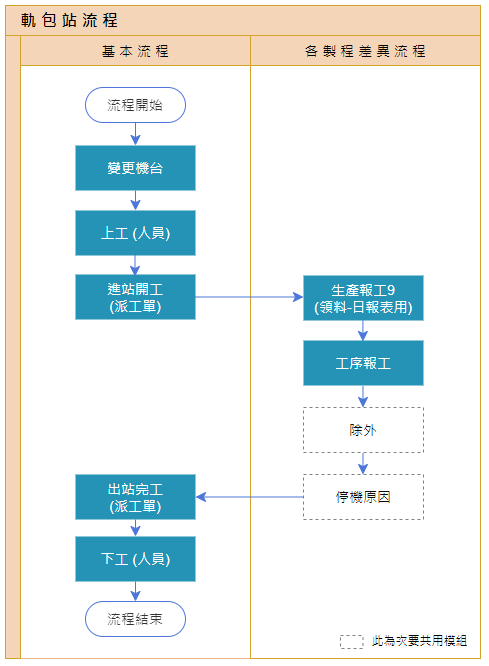 軌包站流程
基本流程
各製程差異流程
流程開始
變更機台
上工 (人員)
進站開工
(派工單)
生產報工9
(領料-日報表用)
工序報工
除外
停機原因
出站完工
(派工單)
下工 (人員)
流程結束
此為次要共用模組